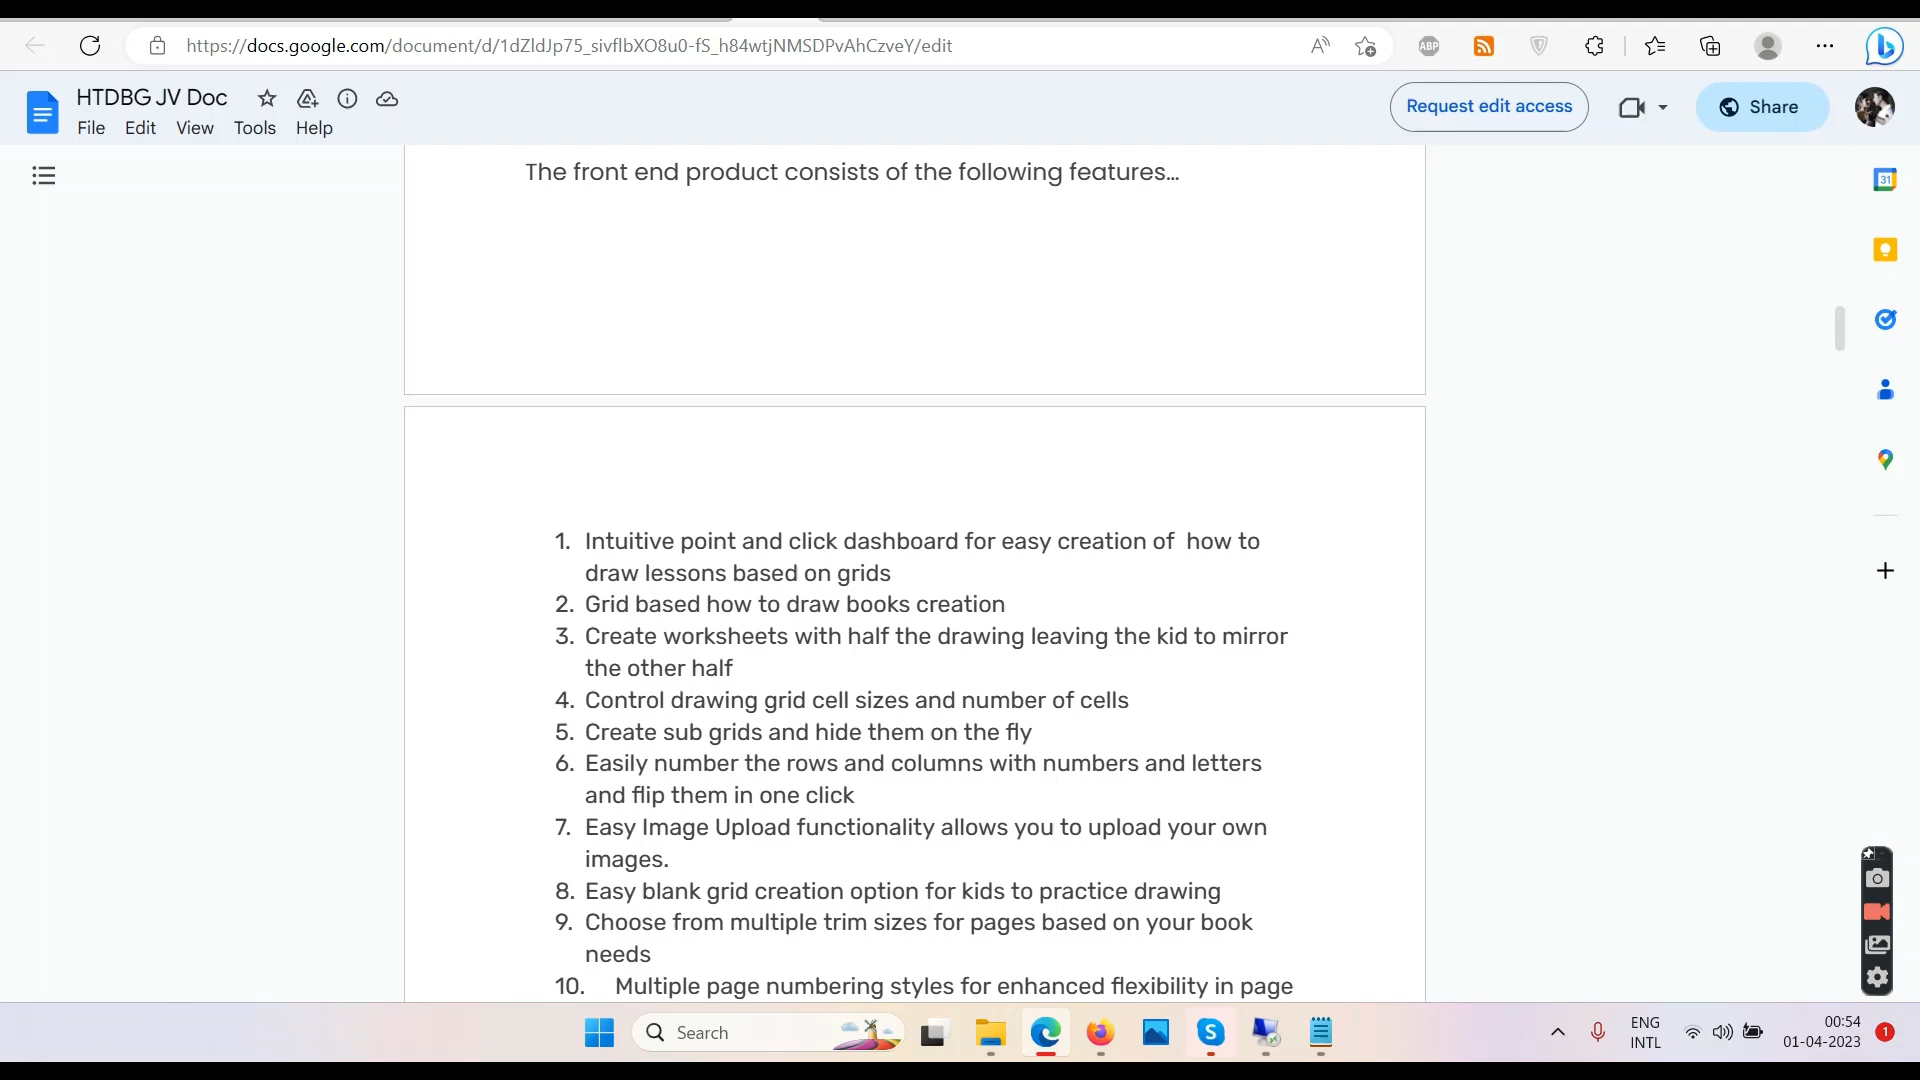 https://docs.google.com/document/d/1dZldJp75_sivflbXO8u0-fS_h84wtjNMSDPvAhCzveY/edit
ABP
HTDBG JV Doc
File Edit View Tools Help
Request edit access
Share
31
The front end product consists of the following features...
1. Intuitive point and click dashboard for easy creation of how to
draw lessons based on grids
2. Grid based how to draw books creation
3. Create worksheets with half the drawing leaving the kid to mirror
the other half
4. Control drawing grid cell sizes and number of cells
5. Create sub grids and hide them on the fly
6. Easily number the rows and columns with numbers and letters
and flip them in one click
7. Easy Image Upload functionality allows you to upload your own
images.
8. Easy blank grid creation option for kids to practice drawing
9. Choose from multiple trim sizes for pages based on your book
needs
10. Multiple page numbering styles for enhanced flexibility in page
Search
ENG
INTL
00:54
01-04-2023
1